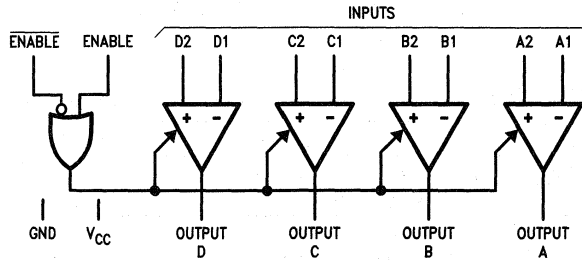 INPUTS
ENABLE ENABLE D2 D1 C2 C1 B2 B1 A2 A1
+ − + − + − + −
GND VCC OUTPUT OUTPUT OUTPUT OUTPUT
D C B A